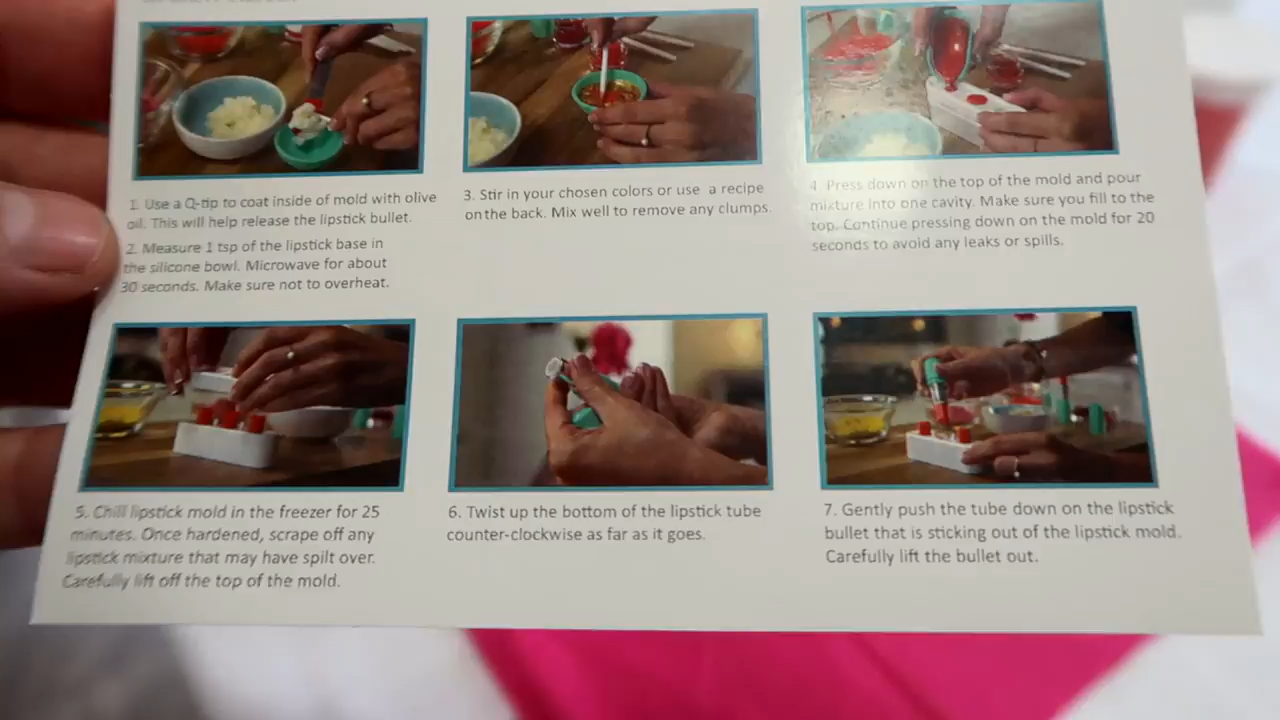 1. Use a Q-tip to coat inside of mold with olive
oil. This will help release the lipstick bullet.
2. Measure 1 tsp of the lipstick base in
the silicone bowl. Microwave for about
30 seconds. Make sure not to overheat.
3. Stir in your chosen colors or use a recipe
on the back. Mix well to remove any clumps.
4. Press down on the top of the mold and pour
mixture into one cavity. Make sure you fill to the
top. Continue pressing down on the mold for 20
seconds to avoid any leaks or spills.
5. Chill lipstick mold in the freezer for 25
minutes. Once hardened, scrape off any
lipstick mixture that may have spilt over.
Carefully lift off the top of the mold.
6. Twist up the bottom of the lipstick tube
counter-clockwise as far as it goes.
7. Gently push the tube down on the lipstick
bullet that is sticking out of the lipstick mold.
Carefully lift the bullet out.